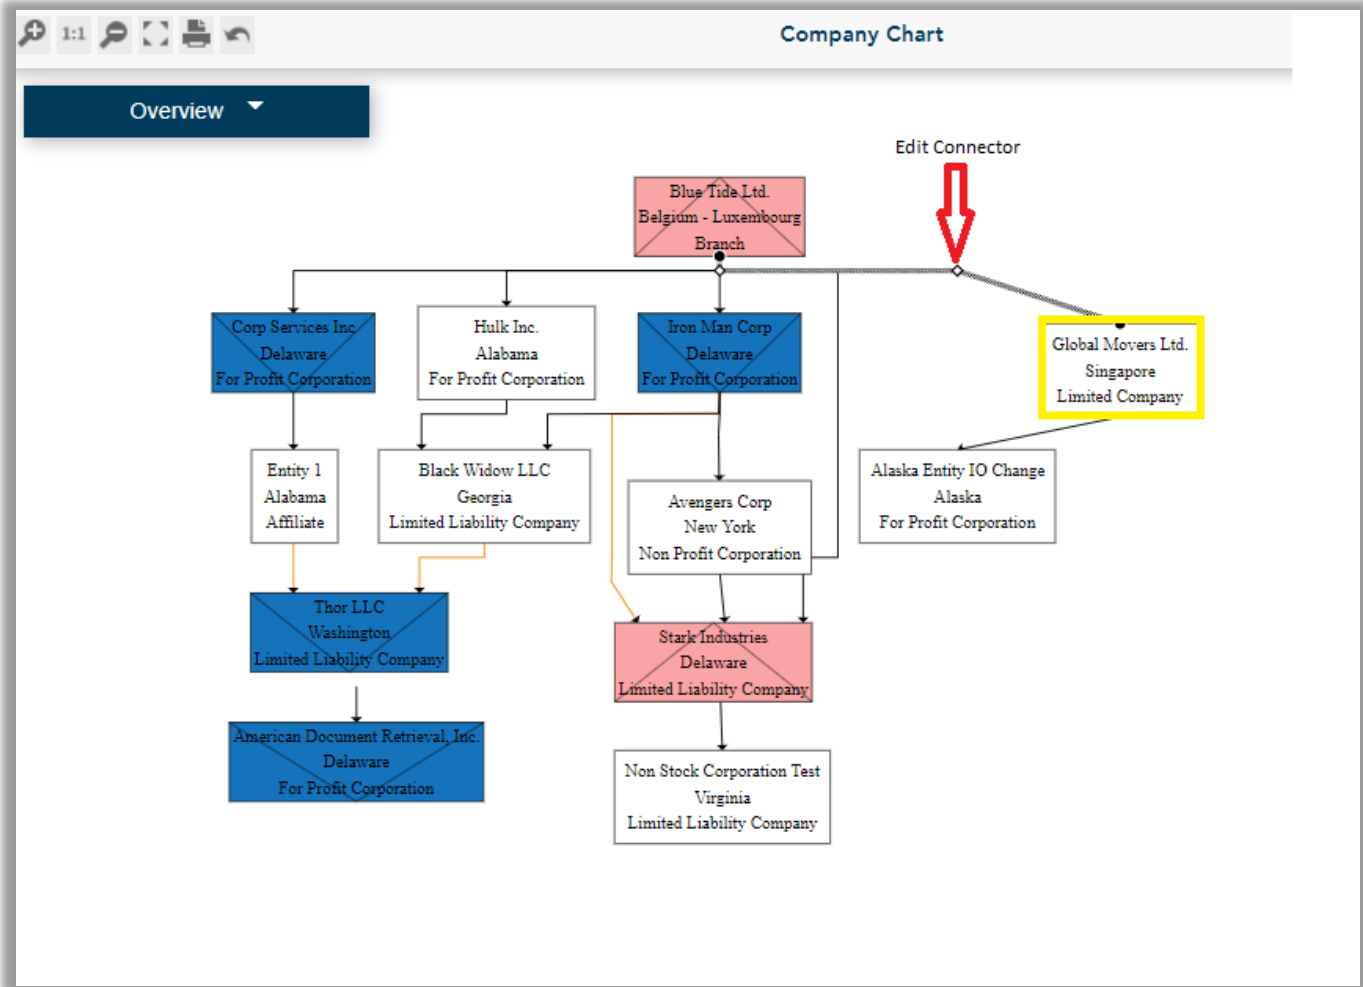 1:1
Company Chart
Overview
Edit Connector
Blue Tide Ltd.
Belgium - Luxembourg
Branch
Corp Services Inc
Delaware
For Profit Corporation
Hulk Inc.
Alabama
For Profit Corporation
Iron Man Corp
Delaware
For Profit Corporation
Global Movers Ltd.
Singapore
Limited Company
Entity 1
Alabama
Affiliate
Black Widow LLC
Georgia
Limited Liability Company
Avengers Corp
New York
Non Profit Corporation
Alaska Entity IO Change
Alaska
For Profit Corporation
Thor LLC
Washington
Limited Liability Company
Stark Industries
Delaware
Limited Liability Company
American Document Retrieval, Inc.
Delaware
For Profit Corporation
Non Stock Corporation Test
Virginia
Limited Liability Company